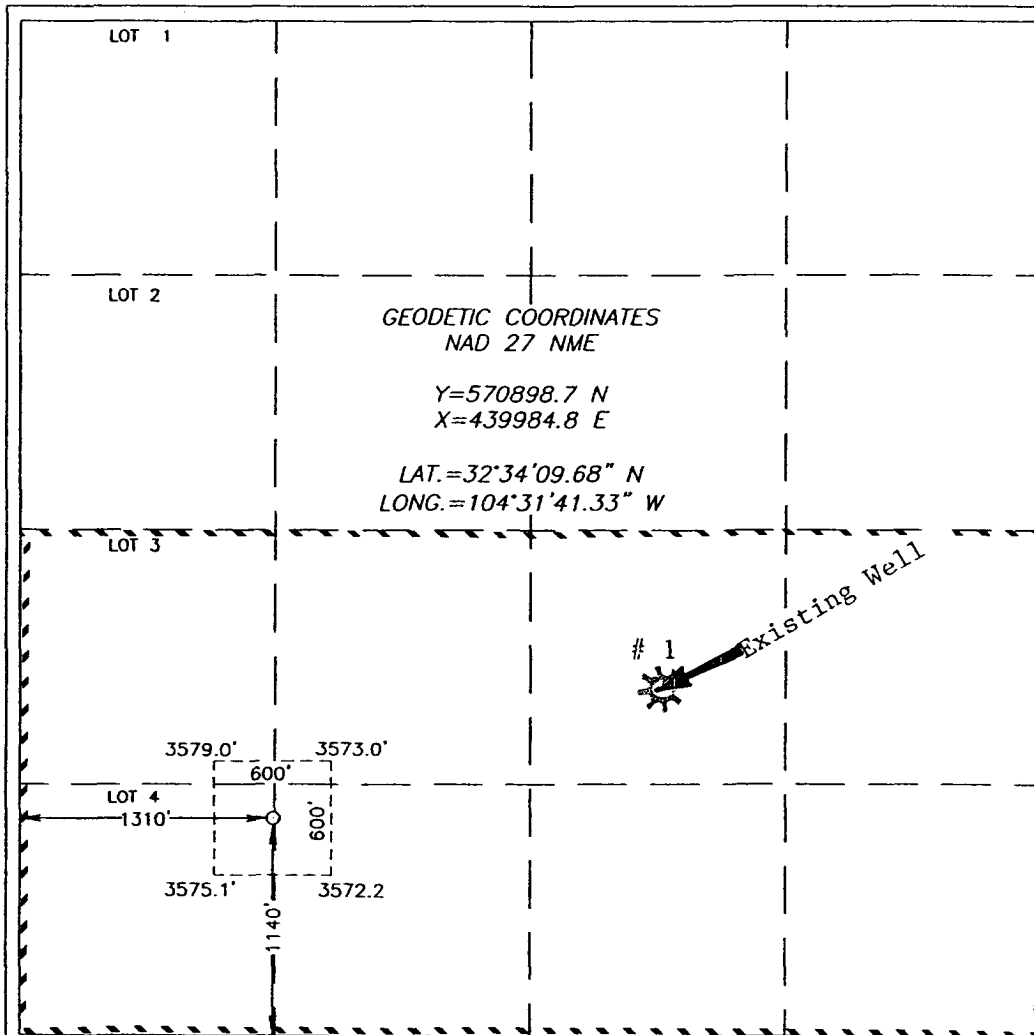 LOT 1
LOT 2
GEODETIC COORDINATES
NAD 27 NME
Y=570898.7 N
X=439984.8 E
LAT.=32°34'09.68" N
LONG.=104°31'41.33" W
LOT 3
Existing Well
# 1
3579.0' 3573.0'
600'
LOT 4
1310'
600'
3575.1' 3572.2
1140'